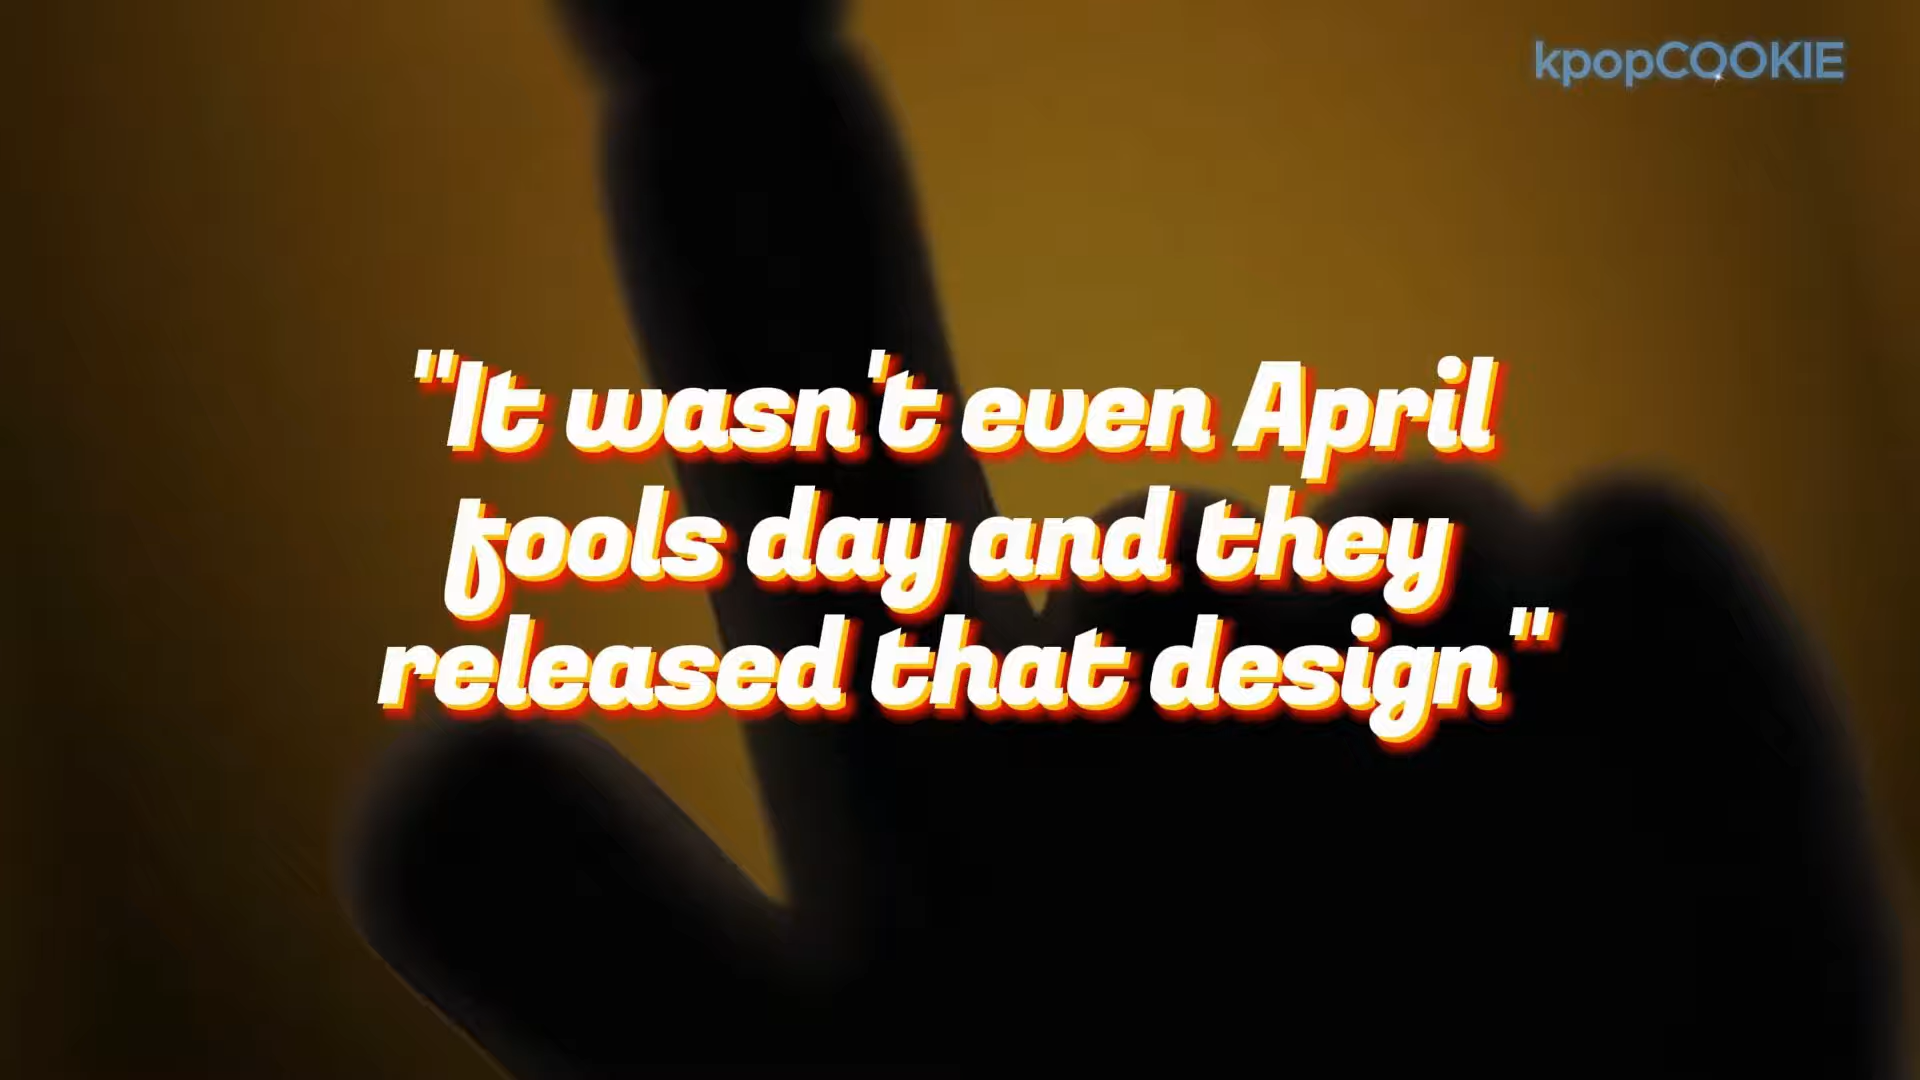 kpopCOOKIE
"It wasn't even April
fools day and they
released that design"